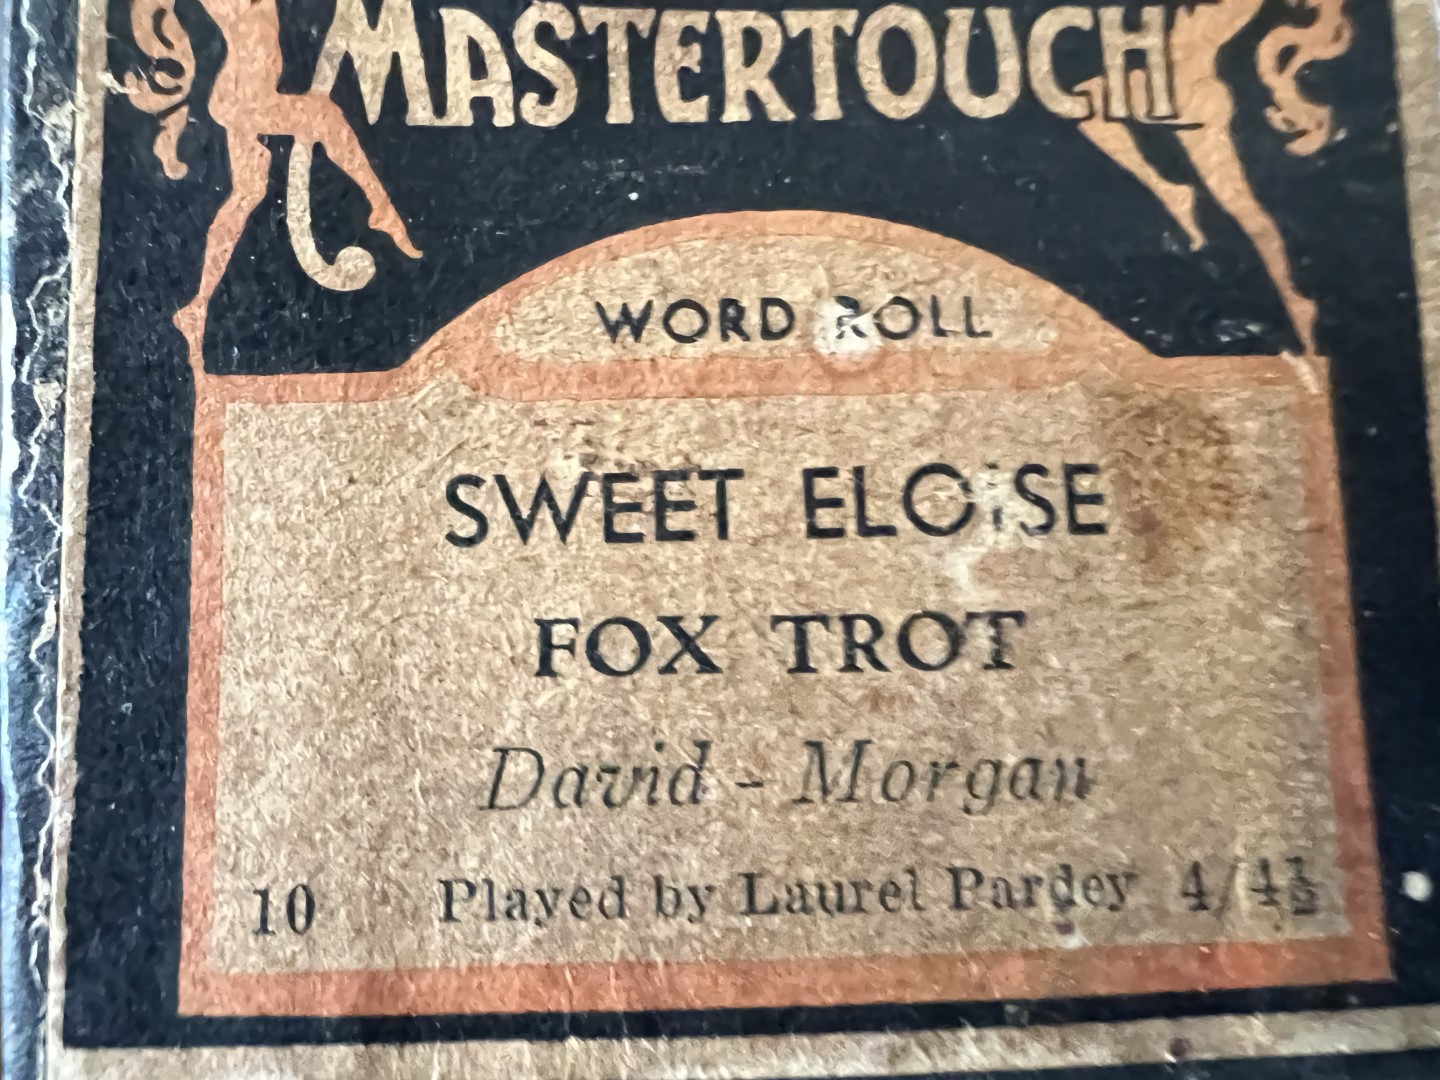 MASTERTOUCH
WORD ROLL
SWEET ELOISE
FOX TROT
David - Morgan
10 Played by Laurel Pardey 4/4½